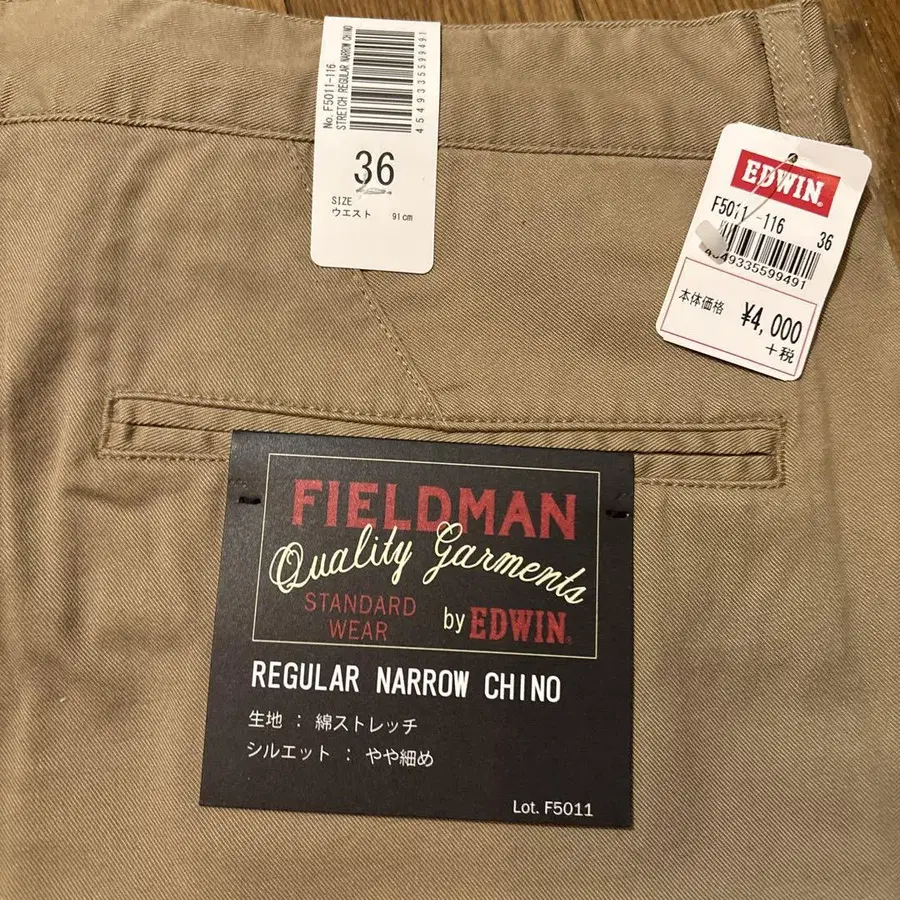 No. F5011-116
STRETCH REGULAR NARROW CHINO
4549335599491
36
SIZE
ウエスト 91cm
EDWIN
F5011-116 36
4549335599491
本体価格
¥4,000
+税
FIELDMAN
Quality Garments
STANDARD
WEAR
by EDWIN
REGULAR NARROW CHINO
生地 : 綿ストレッチ
シルエット : やや細め
Lot. F5011